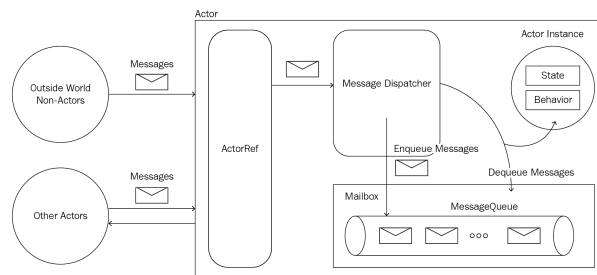 Actor
Messages
Outside World
Non-Actors
Messages
Other Actors
ActorRef
Message Dispatcher
Enqueue Messages
Actor Instance
State
Behavior
Dequeue Messages
Mailbox
MessageQueue